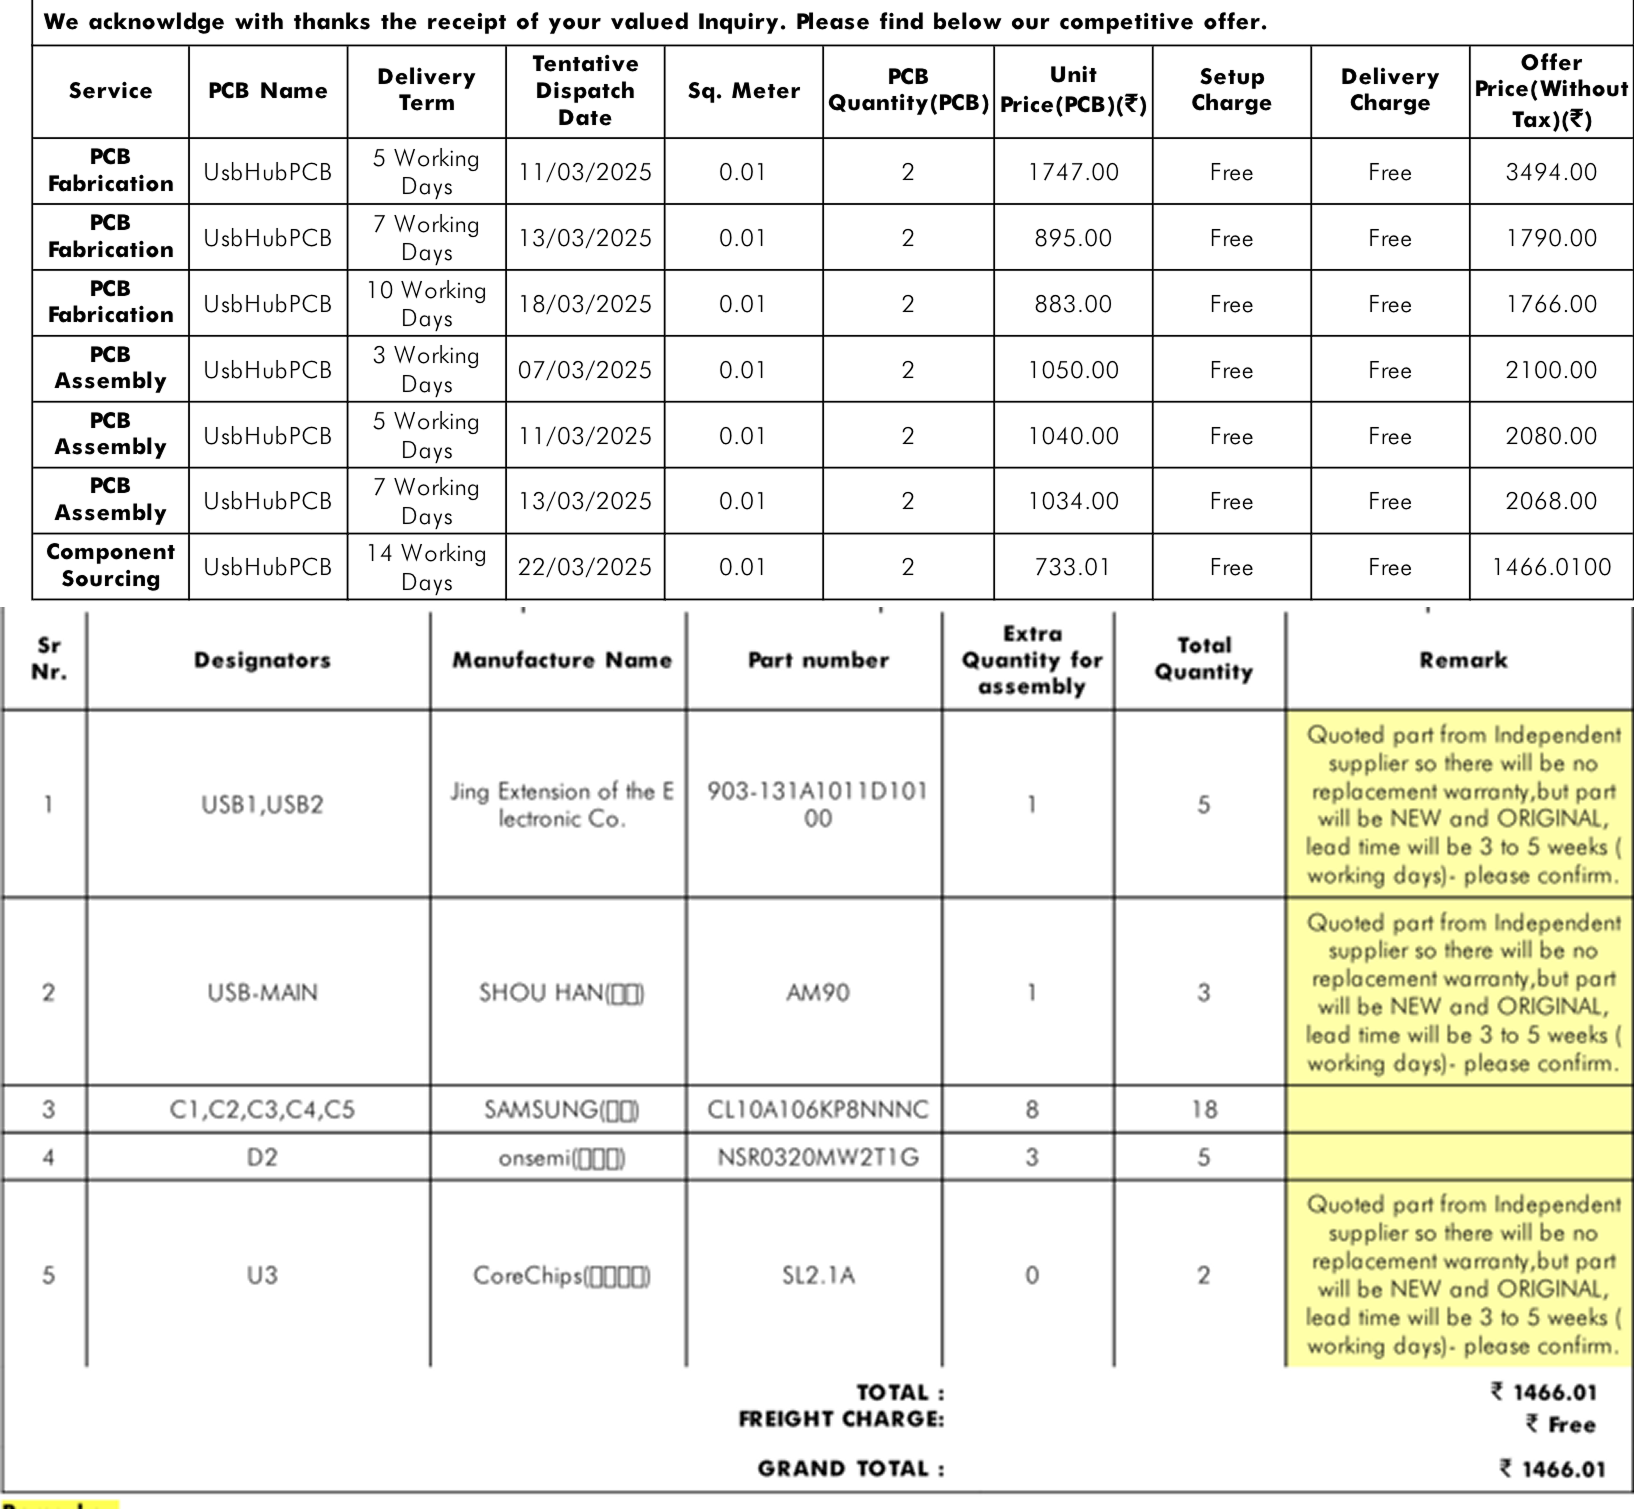 We acknowldge with thanks the receipt of your valued Inquiry. Please find below our competitive offer.
Service PCB Name Delivery Term Tentative Dispatch Date Sq. Meter PCB Quantity(PCB) Unit Price(PCB)(₹) Setup Charge Delivery Charge Offer Price(Without Tax)(₹)
PCB Fabrication UsbHubPCB 5 Working Days 11/03/2025 0.01 2 1747.00 Free Free 3494.00
PCB Fabrication UsbHubPCB 7 Working Days 13/03/2025 0.01 2 895.00 Free Free 1790.00
PCB Fabrication UsbHubPCB 10 Working Days 18/03/2025 0.01 2 883.00 Free Free 1766.00
PCB Assembly UsbHubPCB 3 Working Days 07/03/2025 0.01 2 1050.00 Free Free 2100.00
PCB Assembly UsbHubPCB 5 Working Days 11/03/2025 0.01 2 1040.00 Free Free 2080.00
PCB Assembly UsbHubPCB 7 Working Days 13/03/2025 0.01 2 1034.00 Free Free 2068.00
Component Sourcing UsbHubPCB 14 Working Days 22/03/2025 0.01 2 733.01 Free Free 1466.0100
Sr Nr. Designators Manufacture Name Part number Extra Quantity for assembly Total Quantity Remark
1 USB1,USB2 Jing Extension of the E lectronic Co. 903-131A1011D101 00 1 5 Quoted part from Independent
supplier so there will be no
replacement warranty,but part
will be NEW and ORIGINAL,
lead time will be 3 to 5 weeks (
working days)- please confirm.
2 USB-MAIN SHOU HAN(□□) AM90 1 3 Quoted part from Independent
supplier so there will be no
replacement warranty,but part
will be NEW and ORIGINAL,
lead time will be 3 to 5 weeks (
working days)- please confirm.
3 C1,C2,C3,C4,C5 SAMSUNG(□□) CL10A106KP8NNNC 8 18
4 D2 onsemi(□□□) NSR0320MW2T1G 3 5
5 U3 CoreChips(□□□□) SL2.1A 0 2 Quoted part from Independent
supplier so there will be no
replacement warranty,but part
will be NEW and ORIGINAL,
lead time will be 3 to 5 weeks (
working days)- please confirm.
TOTAL : ₹ 1466.01
FREIGHT CHARGE: ₹ Free
GRAND TOTAL : ₹ 1466.01